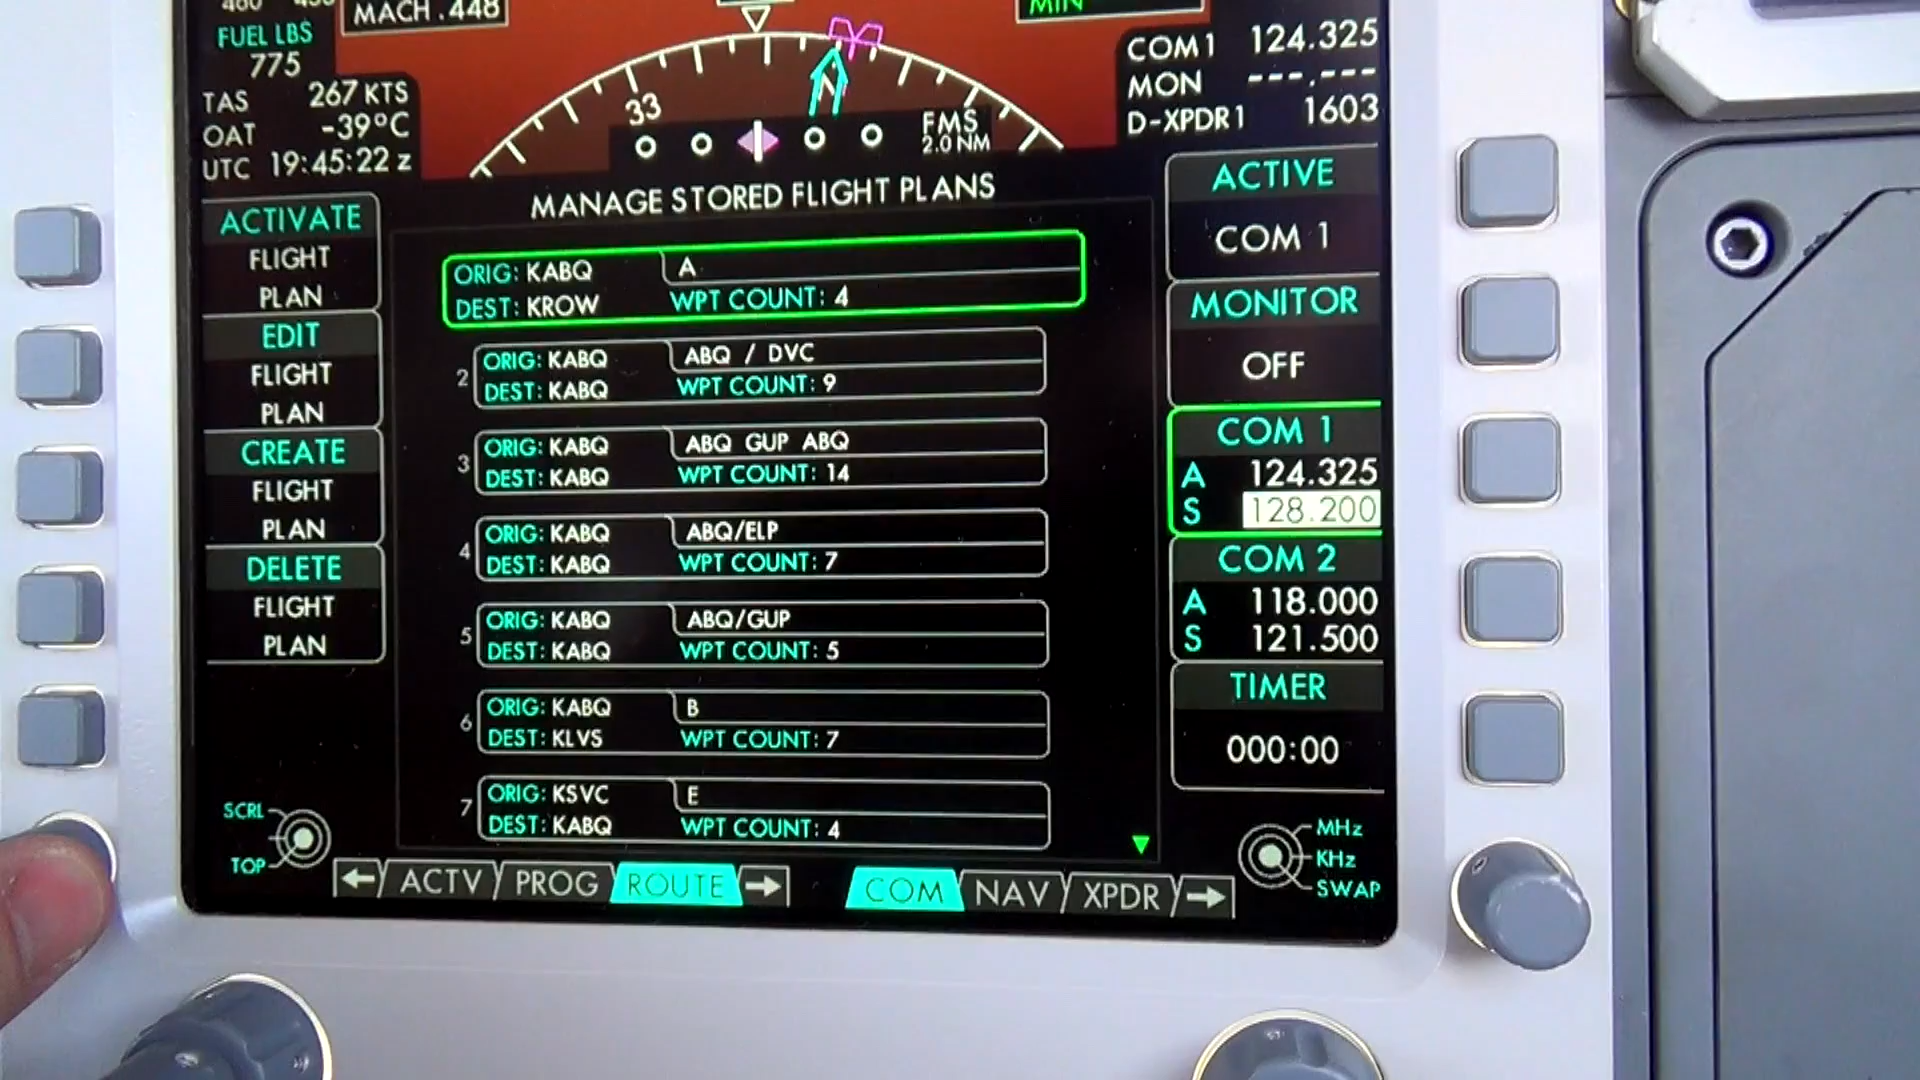 MACH .448
MIN
FUEL LBS
775
TAS 267 KTS
OAT -39°C
UTC 19:45:22 z
33
FMS
2.0 NM
COM1 124.325
MON ---.---
D-XPDR1 1603
MANAGE STORED FLIGHT PLANS
ACTIVATE
FLIGHT
PLAN
EDIT
FLIGHT
PLAN
CREATE
FLIGHT
PLAN
DELETE
FLIGHT
PLAN
SCRL
TOP
ORIG: KABQ A
DEST: KROW WPT COUNT: 4
2
ORIG: KABQ ABQ / DVC
DEST: KABQ WPT COUNT: 9
3
ORIG: KABQ ABQ GUP ABQ
DEST: KABQ WPT COUNT: 14
4
ORIG: KABQ ABQ/ELP
DEST: KABQ WPT COUNT: 7
5
ORIG: KABQ ABQ/GUP
DEST: KABQ WPT COUNT: 5
6
ORIG: KABQ B
DEST: KLVS WPT COUNT: 7
7
ORIG: KSVC E
DEST: KABQ WPT COUNT: 4
ACTIVE
COM 1
MONITOR
OFF
COM 1
A 124.325
S 128.200
COM 2
A 118.000
S 121.500
TIMER
000:00
MHz
KHz
SWAP
← ACTV PROG ROUTE →
COM NAV XPDR →